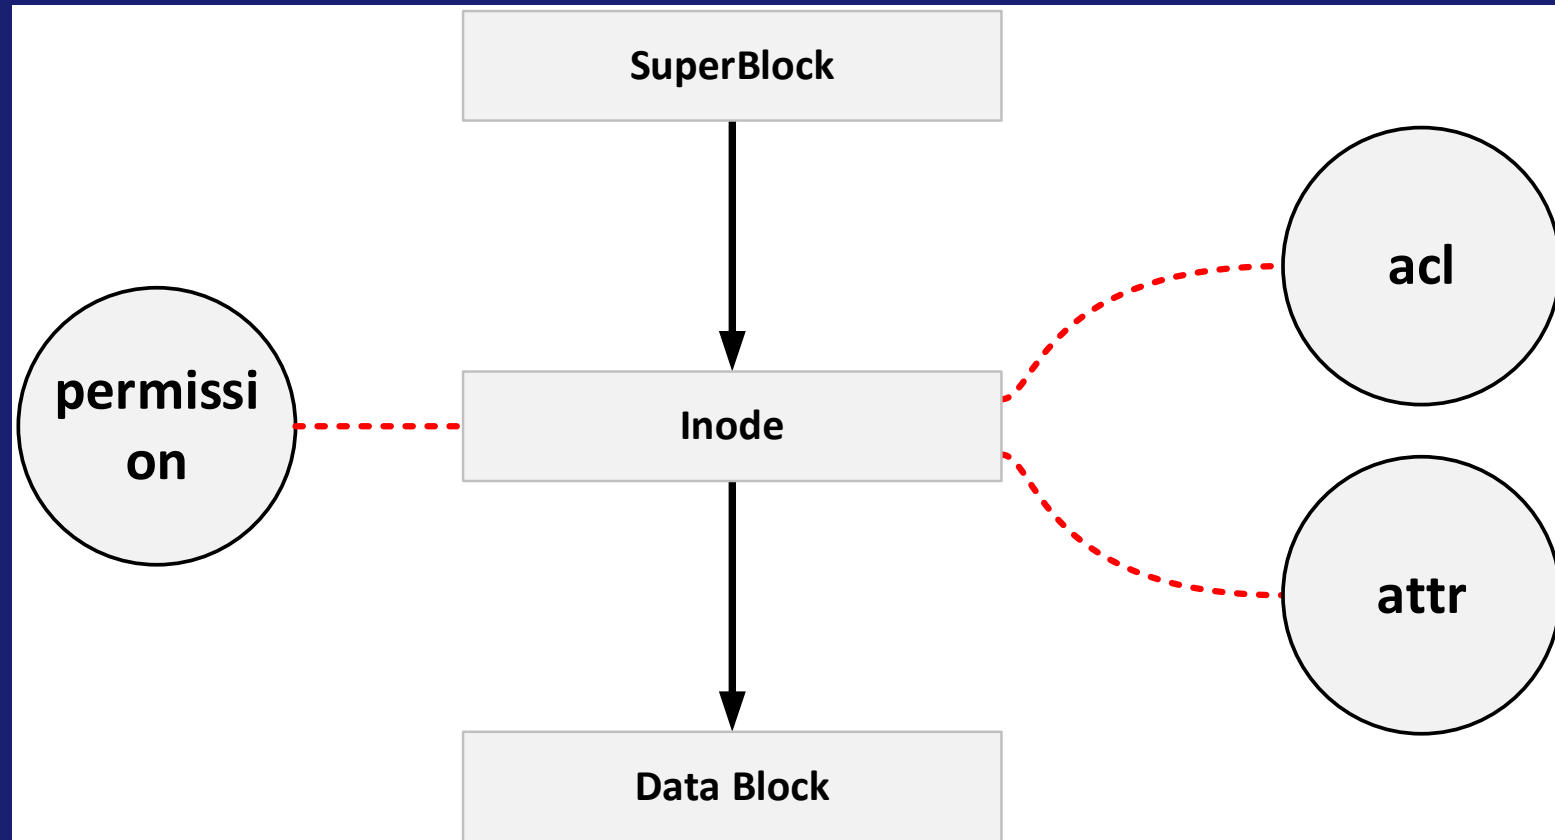 SuperBlock
acl
permissi
on
Inode
attr
Data Block